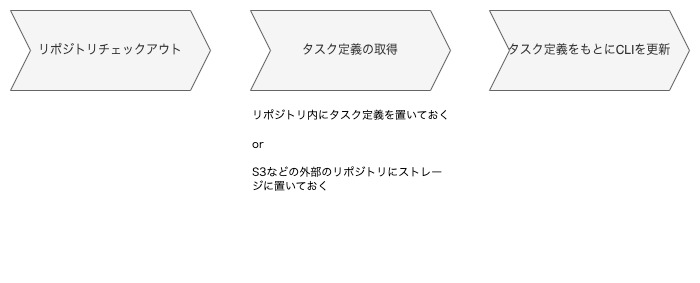 リポジトリチェックアウト
タスク定義の取得
タスク定義をもとにCLIを更新
リポジトリ内にタスク定義を置いておく
or
S3などの外部のリポジトリにストレー
ジに置いておく